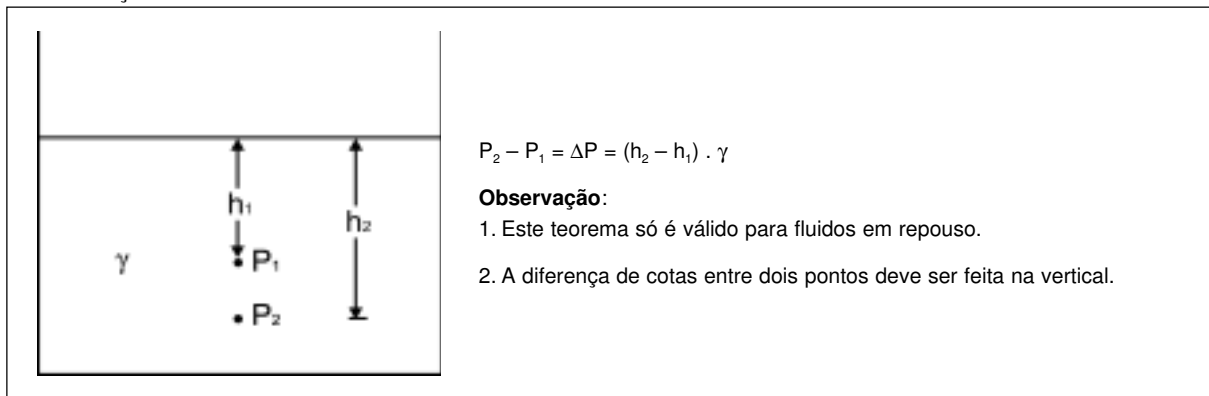 h₁
h₂
γ
P₁
P₂
P₂ – P₁ = ΔP = (h₂ – h₁) . γ
Observação:
1. Este teorema só é válido para fluidos em repouso.
2. A diferença de cotas entre dois pontos deve ser feita na vertical.